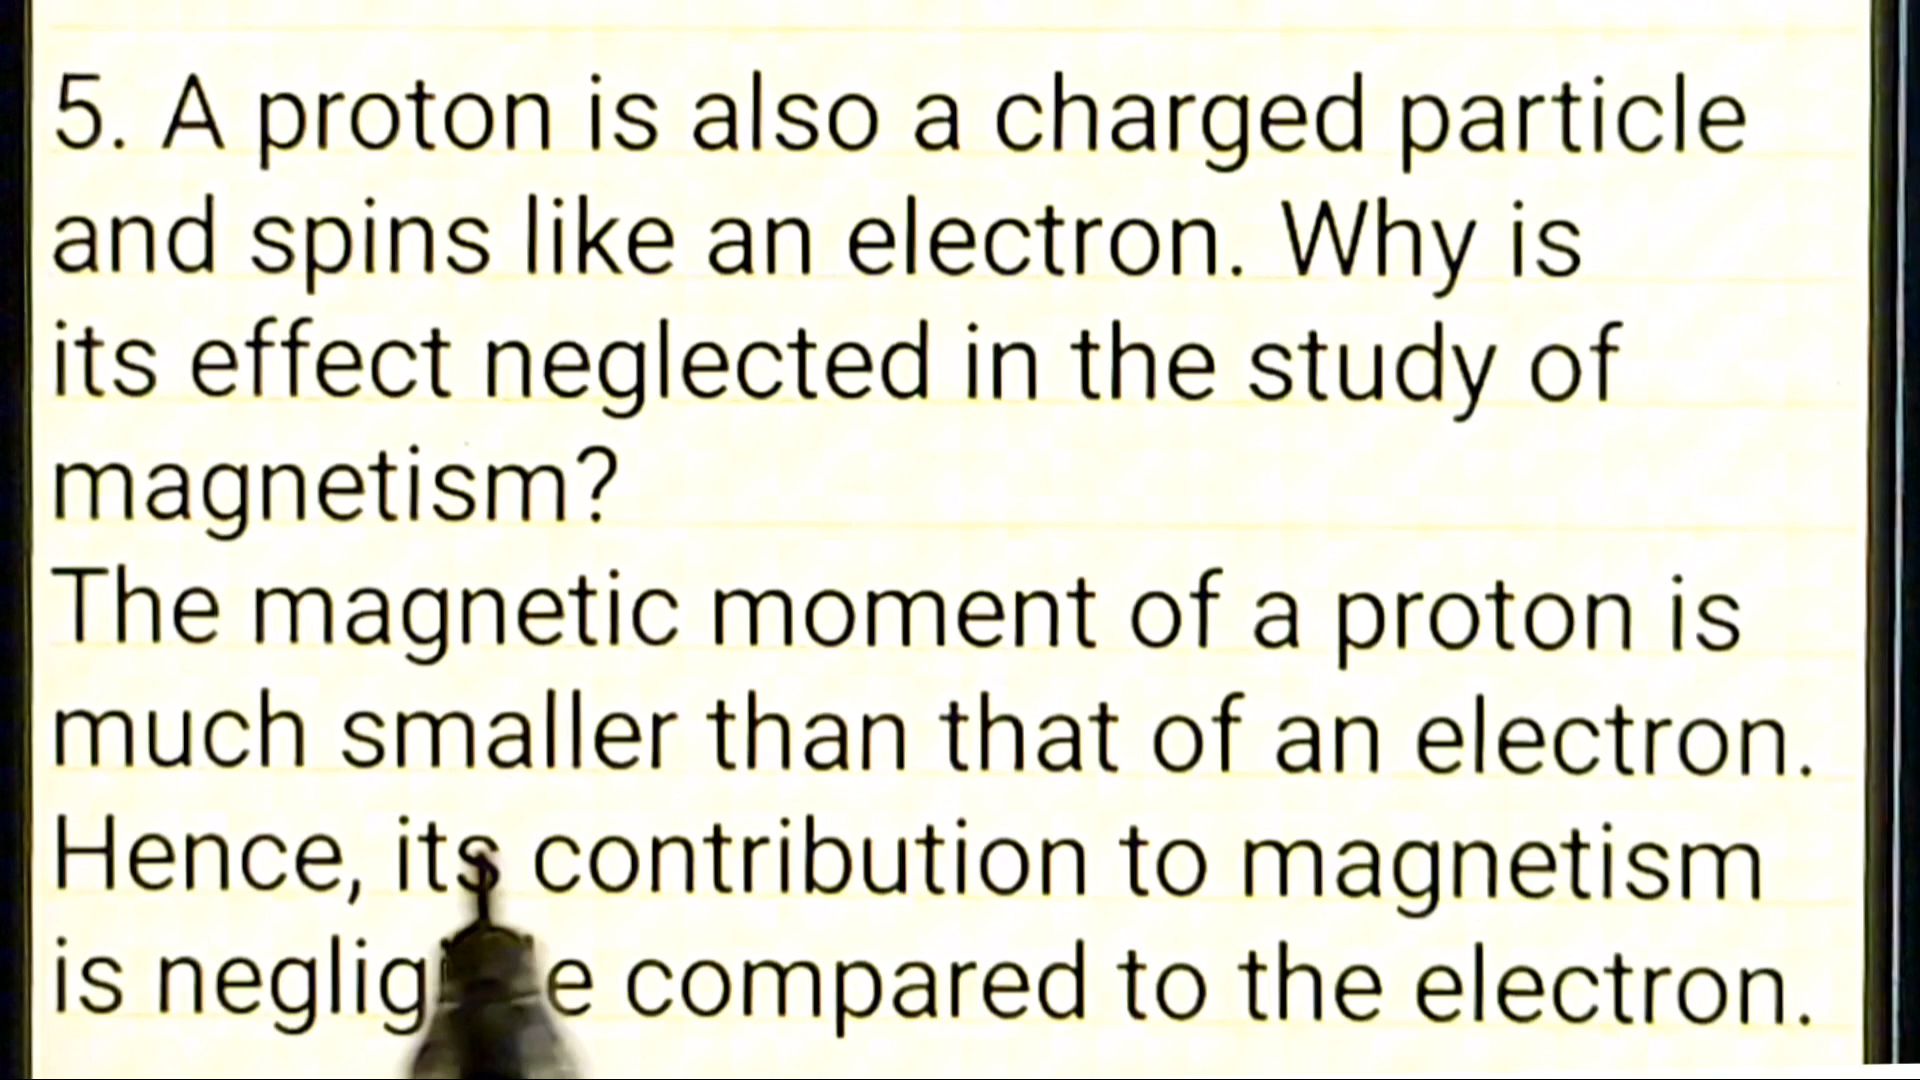 5. A proton is also a charged particle
and spins like an electron. Why is
its effect neglected in the study of
magnetism?
The magnetic moment of a proton is
much smaller than that of an electron.
Hence, its contribution to magnetism
is compared to the electron.